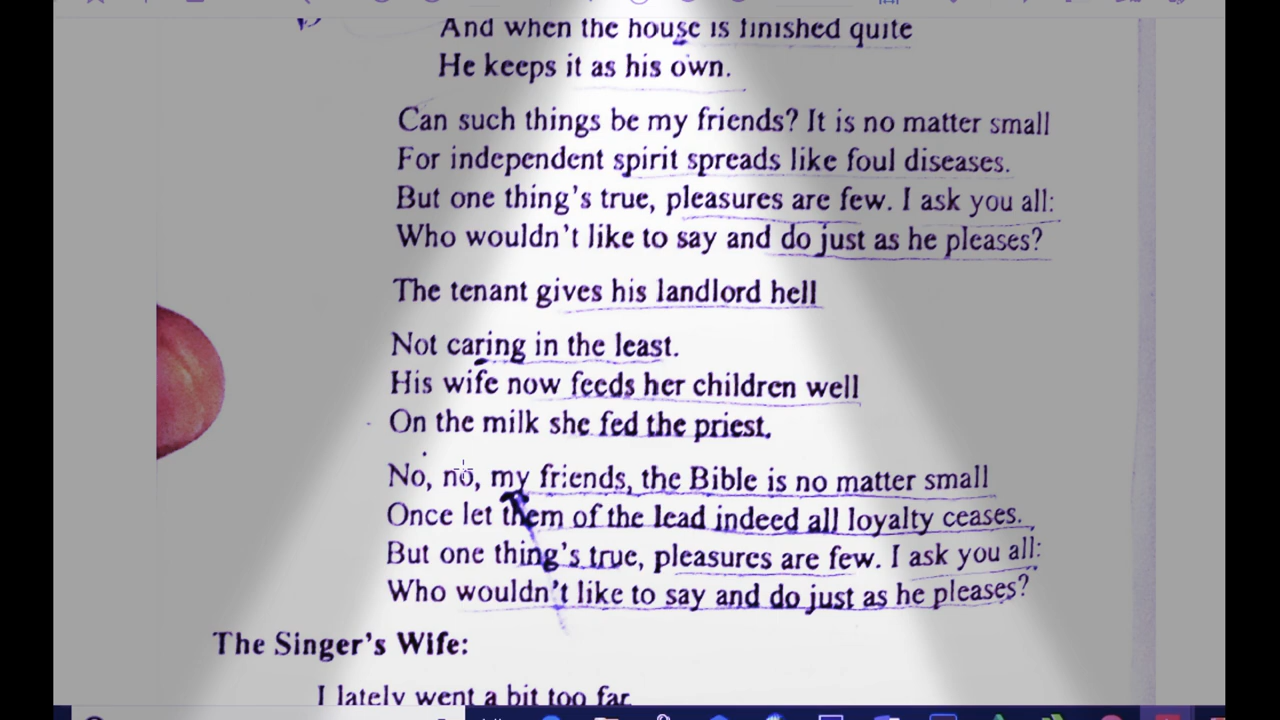 And when the house is finished quite
He keeps it as his own.
Can such things be my friends? It is no matter small
For independent spirit spreads like foul diseases.
But one thing's true, pleasures are few. I ask you all:
Who wouldn't like to say and do just as he pleases?
The tenant gives his landlord hell
Not caring in the least.
His wife now feeds her children well
On the milk she fed the priest.
No, no, my friends, the Bible is no matter small
Once let them of the lead indeed all loyalty ceases.
But one thing's true, pleasures are few. I ask you all:
Who wouldn't like to say and do just as he pleases?
The Singer's Wife:
I lately went a bit too far